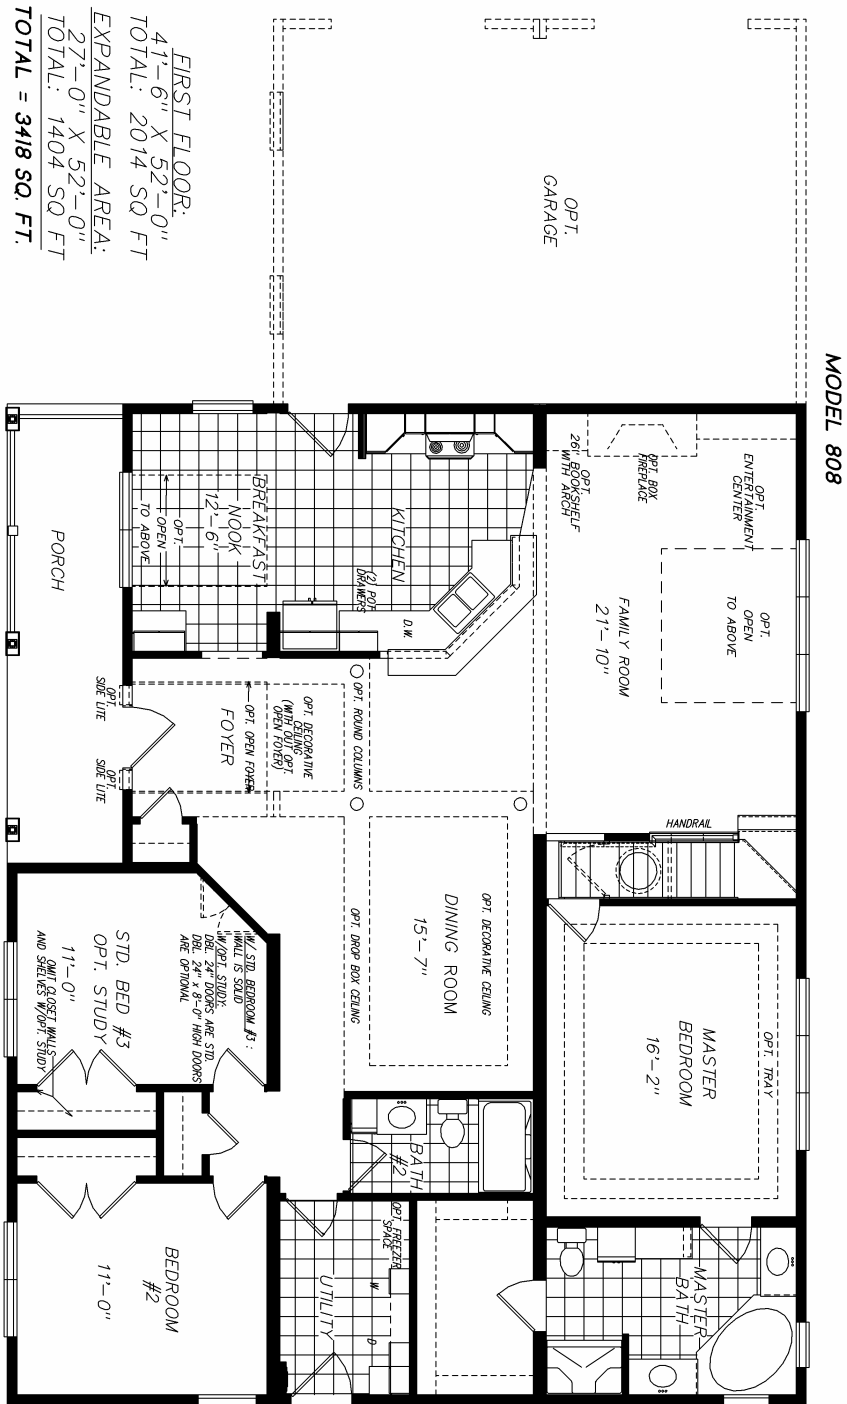 MODEL 808
OPT.
GARAGE
OPT.
ENTERTAINMENT
CENTER
OPT. BOX
FIREPLACE
OPT.
26" BOOKSHELF
WITH ARCH
OPT.
OPEN
TO ABOVE
FAMILY ROOM
21'-10"
HANDRAIL
KITCHEN
(2) POT
DRAWERS
D.W.
BREAKFAST
NOOK
12'-6"
OPT.
OPEN
TO ABOVE
PORCH
OPT.
SIDE LITE
OPT.
SIDE LITE
FOYER
OPT. OPEN FOYER
OPT. DECORATIVE
CEILING
(WITH OUT OPT.
OPEN FOYER)
OPT. ROUND COLUMNS
OPT. DECORATIVE CEILING
DINING ROOM
15'-7"
OPT. DROP BOX CEILING
OPT. TRAY
MASTER
BEDROOM
16'-2"
W/ STD. BEDROOM #3 :
WALL IS SOLID
W/OPT. STUDY:
DBL. 24" DOORS ARE STD.
DBL. 24" x 8'-0" HIGH DOORS
ARE OPTIONAL
STD. BED #3
OPT. STUDY
11'-0"
OMIT CLOSET WALLS
AND SHELVES W/OPT. STUDY
BATH
#2
MASTER
BATH
OPT. FREEZER
SPACE
W
D
UTILITY
BEDROOM
#2
11'-0"
FIRST FLOOR:
41'-6" X 52'-0"
TOTAL: 2014 SQ FT
EXPANDABLE AREA:
27'-0" X 52'-0"
TOTAL: 1404 SQ FT
TOTAL = 3418 SQ. FT.